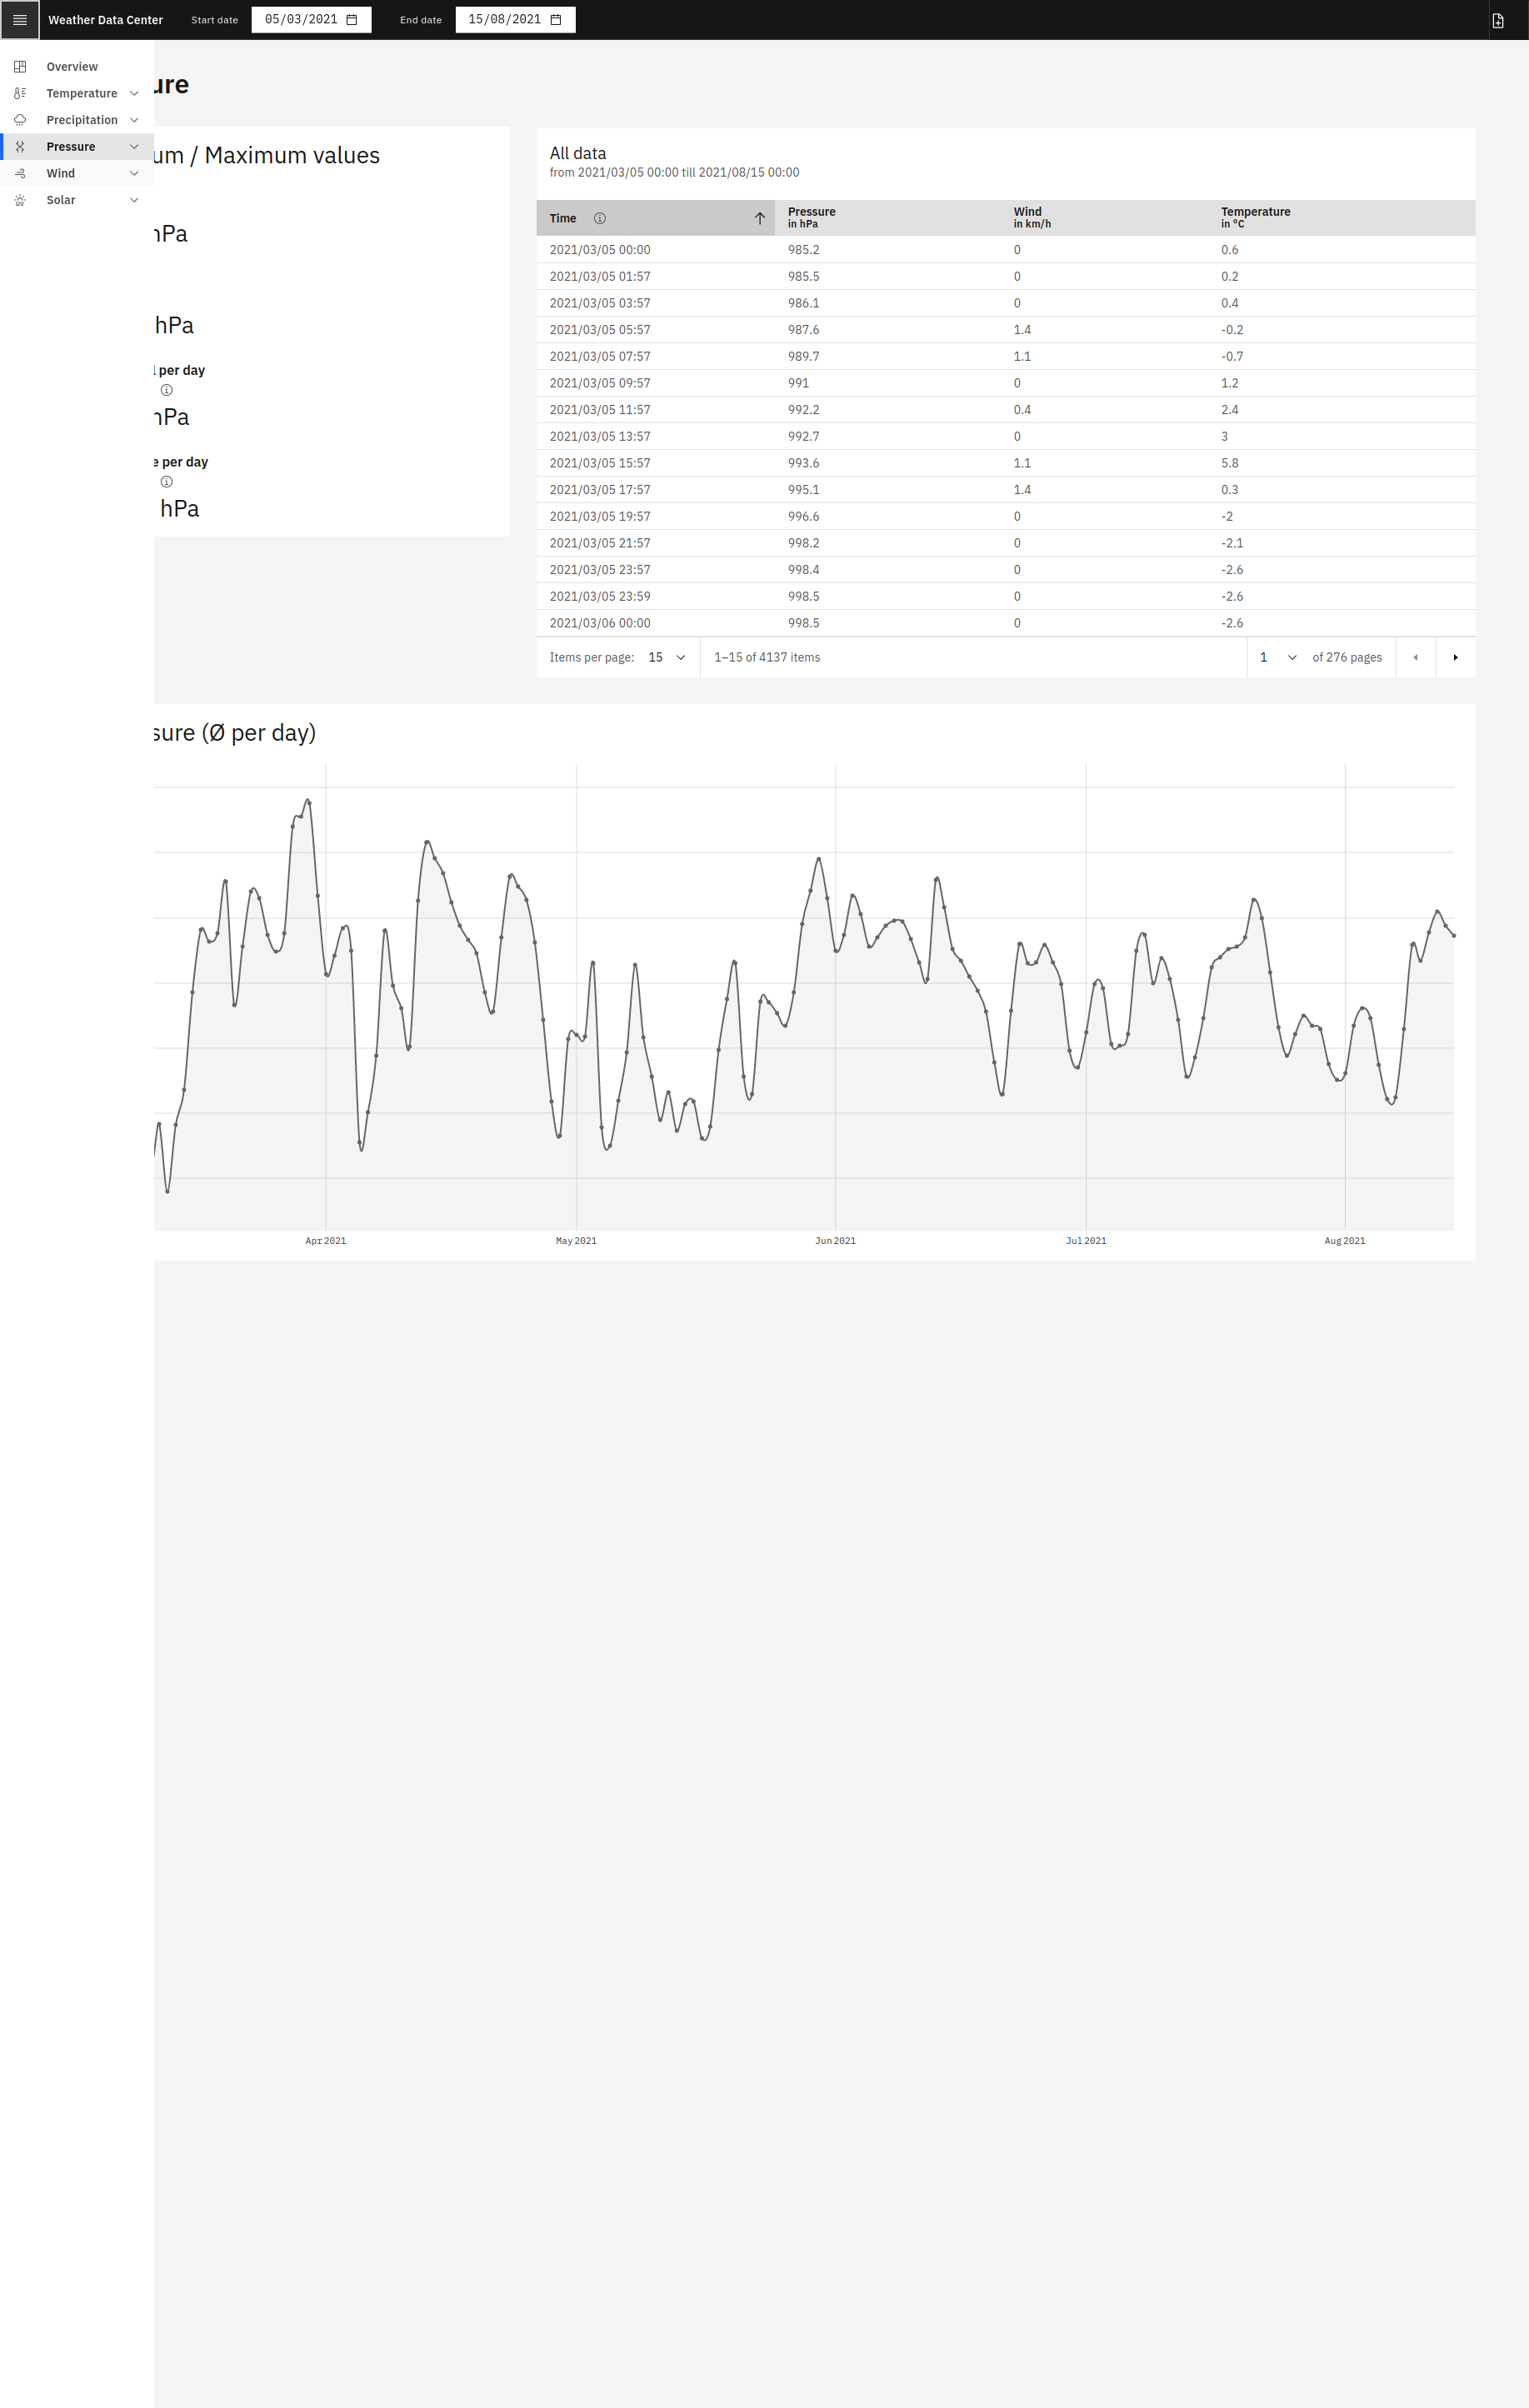 Weather Data Center Start date 05/03/2021 End date 15/08/2021
Overview
Temperature
Precipitation
Pressure
Wind
Solar
ure
um / Maximum values
hPa
hPa
l per day
hPa
e per day
hPa
All data
from 2021/03/05 00:00 till 2021/08/15 00:00
Time Pressure in hPa Wind in km/h Temperature in °C
2021/03/05 00:00 985.2 0 0.6
2021/03/05 01:57 985.5 0 0.2
2021/03/05 03:57 986.1 0 0.4
2021/03/05 05:57 987.6 1.4 -0.2
2021/03/05 07:57 989.7 1.1 -0.7
2021/03/05 09:57 991 0 1.2
2021/03/05 11:57 992.2 0.4 2.4
2021/03/05 13:57 992.7 0 3
2021/03/05 15:57 993.6 1.1 5.8
2021/03/05 17:57 995.1 1.4 0.3
2021/03/05 19:57 996.6 0 -2
2021/03/05 21:57 998.2 0 -2.1
2021/03/05 23:57 998.4 0 -2.6
2021/03/05 23:59 998.5 0 -2.6
2021/03/06 00:00 998.5 0 -2.6
Items per page: 15 1–15 of 4137 items 1 of 276 pages
sure (Ø per day)
Apr 2021 May 2021 Jun 2021 Jul 2021 Aug 2021